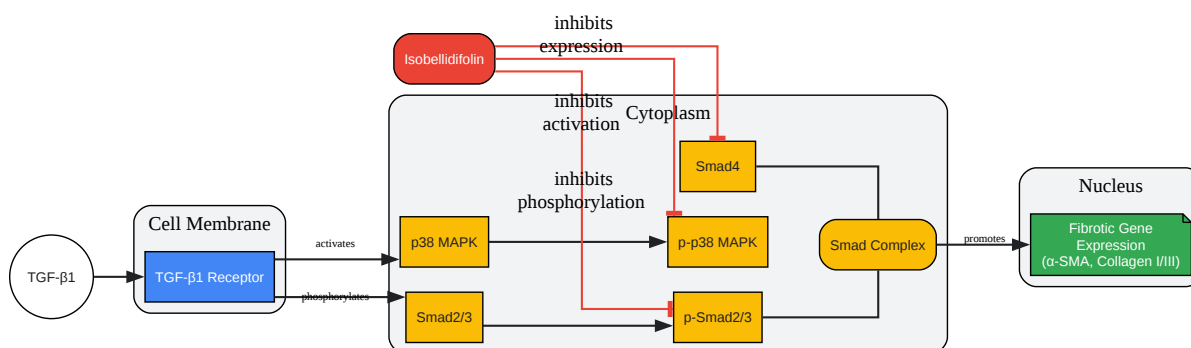 inhibits
expression
Isobellidifolin
inhibits
activation
Cytoplasm
Smad4
inhibits
phosphorylation
Nucleus
Cell Membrane
Fibrotic Gene
Expression
(α-SMA, Collagen I/III)
activates
p38 MAPK
p-p38 MAPK
Smad Complex
promotes
TGF-β1
TGF-β1 Receptor
phosphorylates
Smad2/3
p-Smad2/3